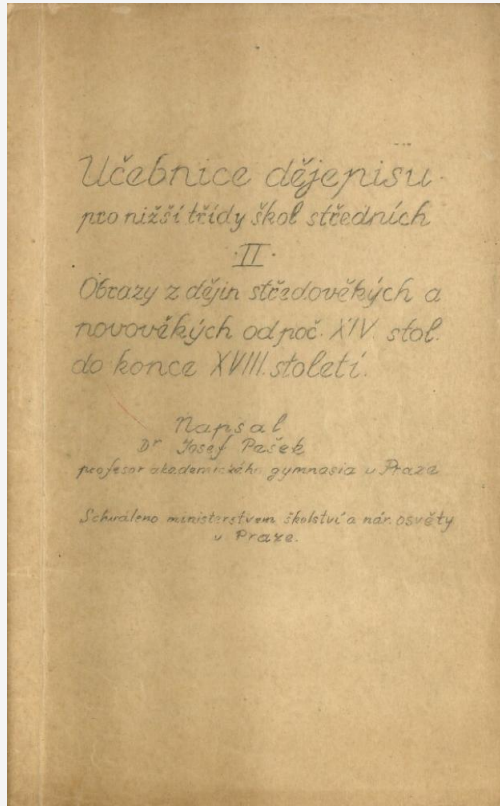 Učebnice dějepisu
pro nižší třídy škol středních
·II·
Obrazy z dějin středověkých a
novověkých od poč. XIV. stol.
do konce XVIII. století.
Napsal
Dr Josef Pešek
profesor akademického gymnasia v Praze
Schváleno ministerstvem školství a nár. osvěty
v Praze.